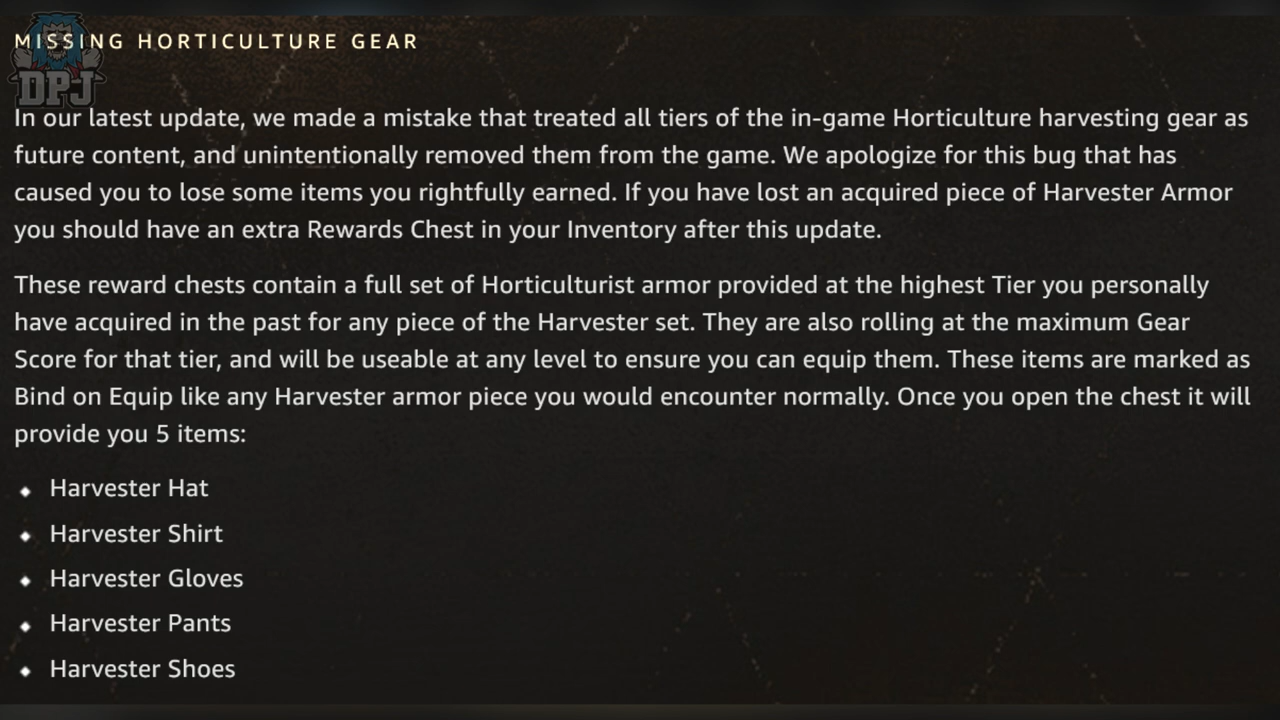 MISSING HORTICULTURE GEAR
DPJ
In our latest update, we made a mistake that treated all tiers of the in-game Horticulture harvesting gear as
future content, and unintentionally removed them from the game. We apologize for this bug that has
caused you to lose some items you rightfully earned. If you have lost an acquired piece of Harvester Armor
you should have an extra Rewards Chest in your Inventory after this update.
These reward chests contain a full set of Horticulturist armor provided at the highest Tier you personally
have acquired in the past for any piece of the Harvester set. They are also rolling at the maximum Gear
Score for that tier, and will be useable at any level to ensure you can equip them. These items are marked as
Bind on Equip like any Harvester armor piece you would encounter normally. Once you open the chest it will
provide you 5 items:
Harvester Hat
Harvester Shirt
Harvester Gloves
Harvester Pants
Harvester Shoes